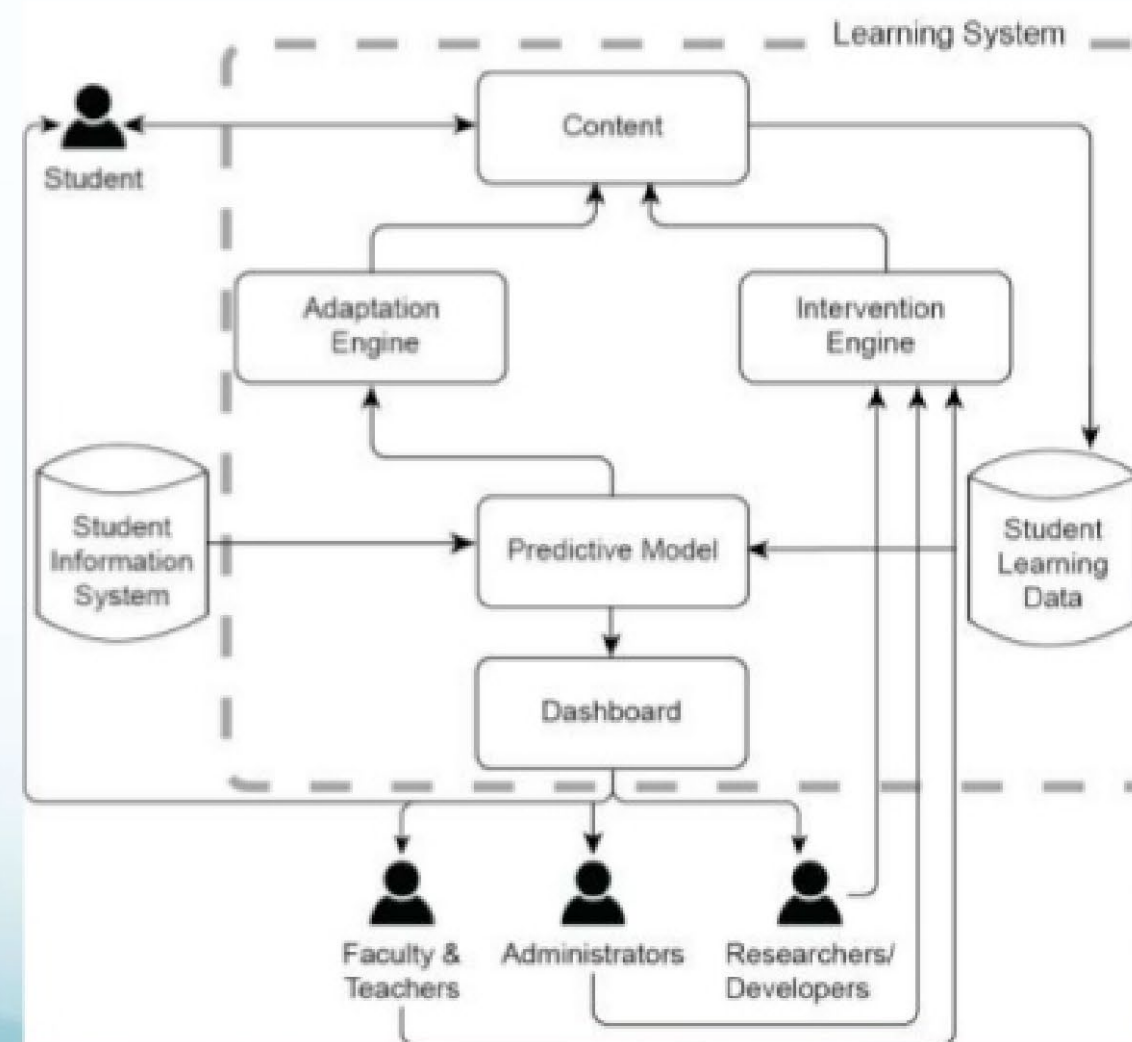 Learning System
Content
Student
Adaptation
Engine
Intervention
Engine
Student
Information
System
Predictive Model
Student
Learning
Data
Dashboard
Faculty &
Teachers
Administrators
Researchers/
Developers